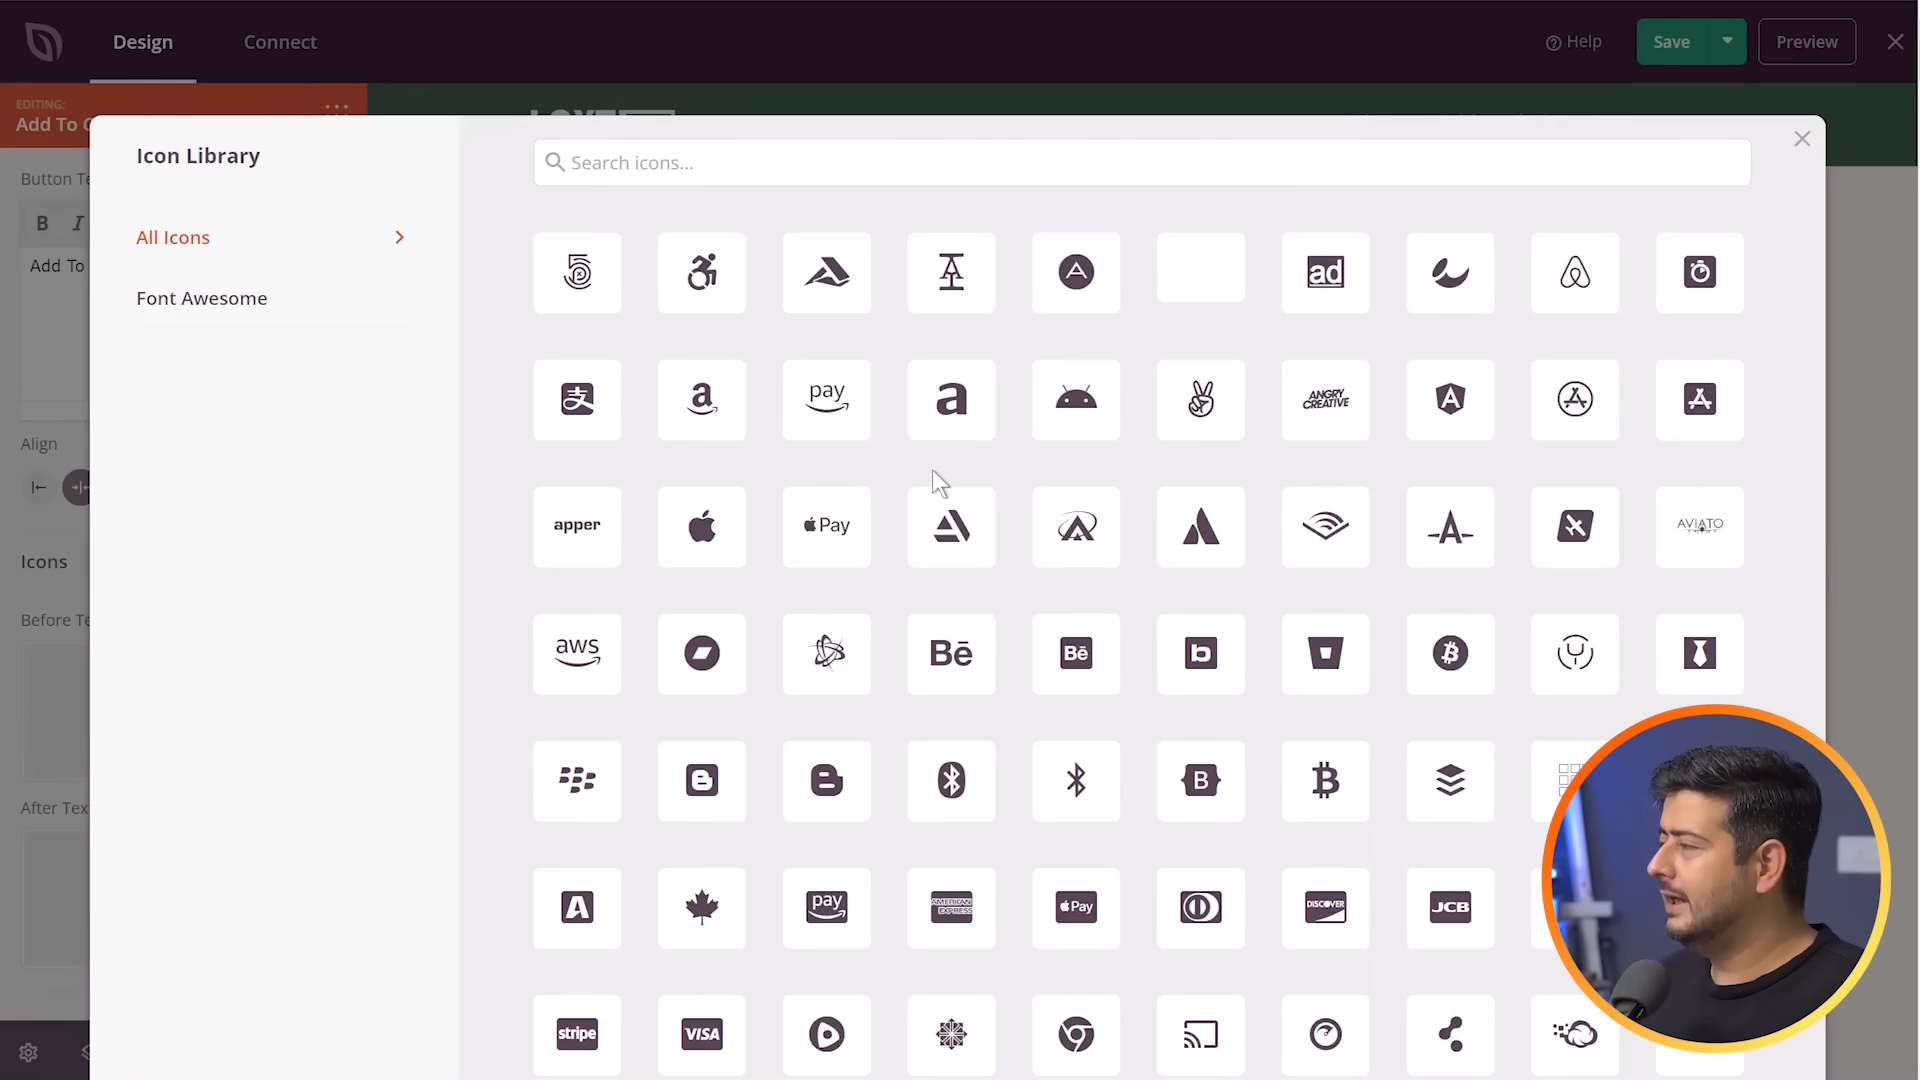 Design
Connect
Help
Save
Preview
EDITING:
Add To
Icon Library
Search icons...
Button Te
All Icons
B I
Add To
Font Awesome
ad
pay
a
ANGRY
CREATIVE
Align
apper
Pay
AVIATO
Icons
Before Te
aws
Bē
Bē
After Tex
pay
AMERICAN
EXPRESS
Pay
DISCOVER
JCB
stripe
VISA